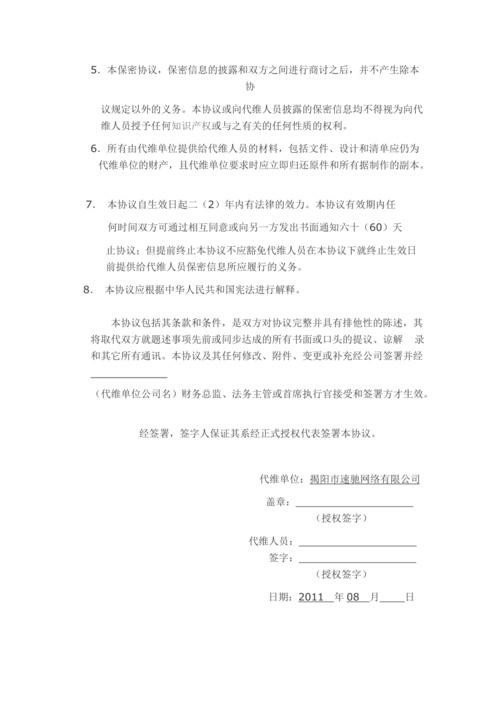 5．本保密协议，保密信息的披露和双方之间进行商讨之后，并不产生除本
协
议规定以外的义务。本协议或向代维人员披露的保密信息均不得视为向代
维人员授予任何知识产权或与之有关的任何性质的权利。
6．所有由代维单位提供给代维人员的材料，包括文件、设计和清单应仍为
代维单位的财产，且代维单位要求时应立即归还原件和所有据制作的副本。
7． 本协议自生效日起二（2）年内有法律的效力。本协议有效期内任
何时间双方可通过相互同意或向另一方发出书面通知六十（60）天
止协议；但提前终止本协议不应豁免代维人员在本协议下就终止生效日
前提供给代维人员保密信息所应履行的义务。
8． 本协议应根据中华人民共和国宪法进行解释。
本协议包括其条款和条件，是双方对协议完整并具有排他性的陈述，其
将取代双方就题述事项先前或同步达成的所有书面或口头的提议、谅解 录
和其它所有通讯。本协议及其任何修改、附件、变更或补充经公司签署并经
____________
（代维单位公司名）财务总监、法务主管或首席执行官接受和签署方才生效。
经签署，签字人保证其系经正式授权代表签署本协议。
代维单位：揭阳市速驰网络有限公司
盖章：____________________
（授权签字）
代维人员：____________________
签字：____________________
（授权签字）
日期：2011 年 08 月____日